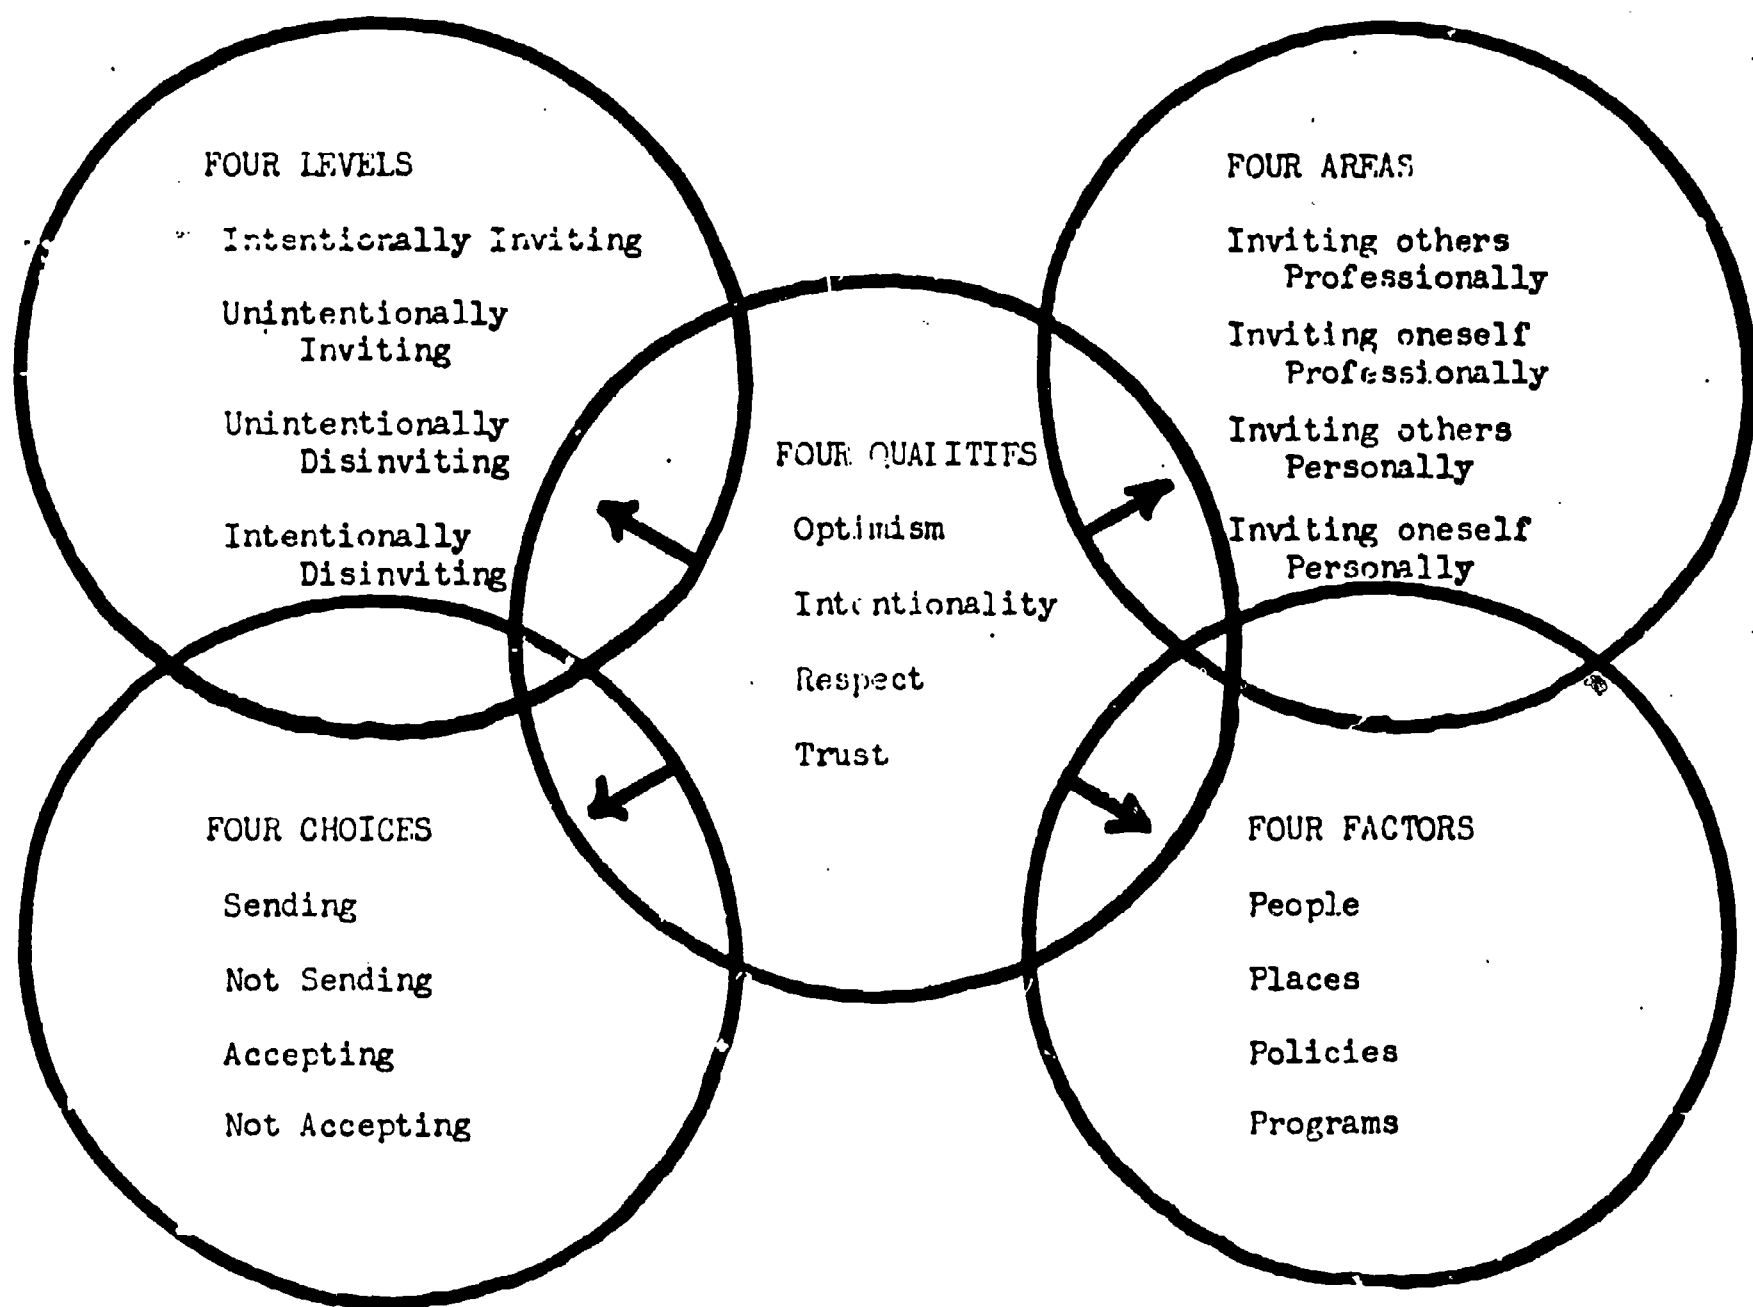 FOUR LEVELS
Intentionally Inviting
Unintentionally
Inviting
Unintentionally
Disinviting
Intentionally
Disinviting
FOUR AREAS
Inviting others
Professionally
Inviting oneself
Professionally
Inviting others
Personally
Inviting oneself
Personally
FOUR QUALITIES
Optimism
Intentionality
Respect
Trust
FOUR CHOICES
Sending
Not Sending
Accepting
Not Accepting
FOUR FACTORS
People
Places
Policies
Programs